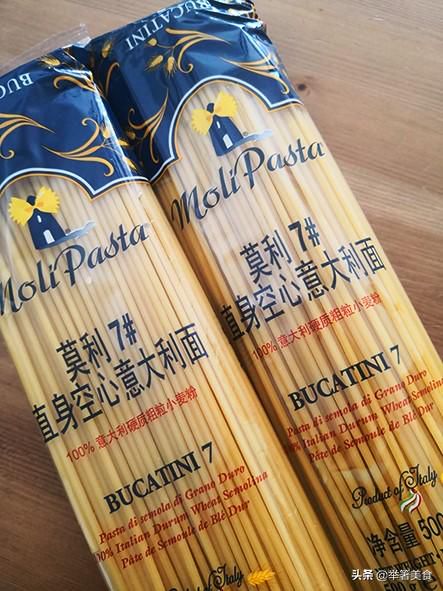 BUCATINI
BUCATINI
Moli Pasta
莫利 7#
直身空心意大利面
100% 意大利硬质粗粒小麦粉
BUCATINI 7
Pasta di semola di Grano Duro
100% Italian Durum Wheat Semolina
Pâte de Semoule de Blé Dur
Product of Italy
Moli Pasta
莫利 7#
直身空心意大利面
100% 意大利硬质粗粒小麦粉
BUCATINI 7
Pasta di semola di Grano Duro
100% Italian Durum Wheat Semolina
Pâte de Semoule de Blé Dur
Product of Italy
净含量
头条 @举箸美食